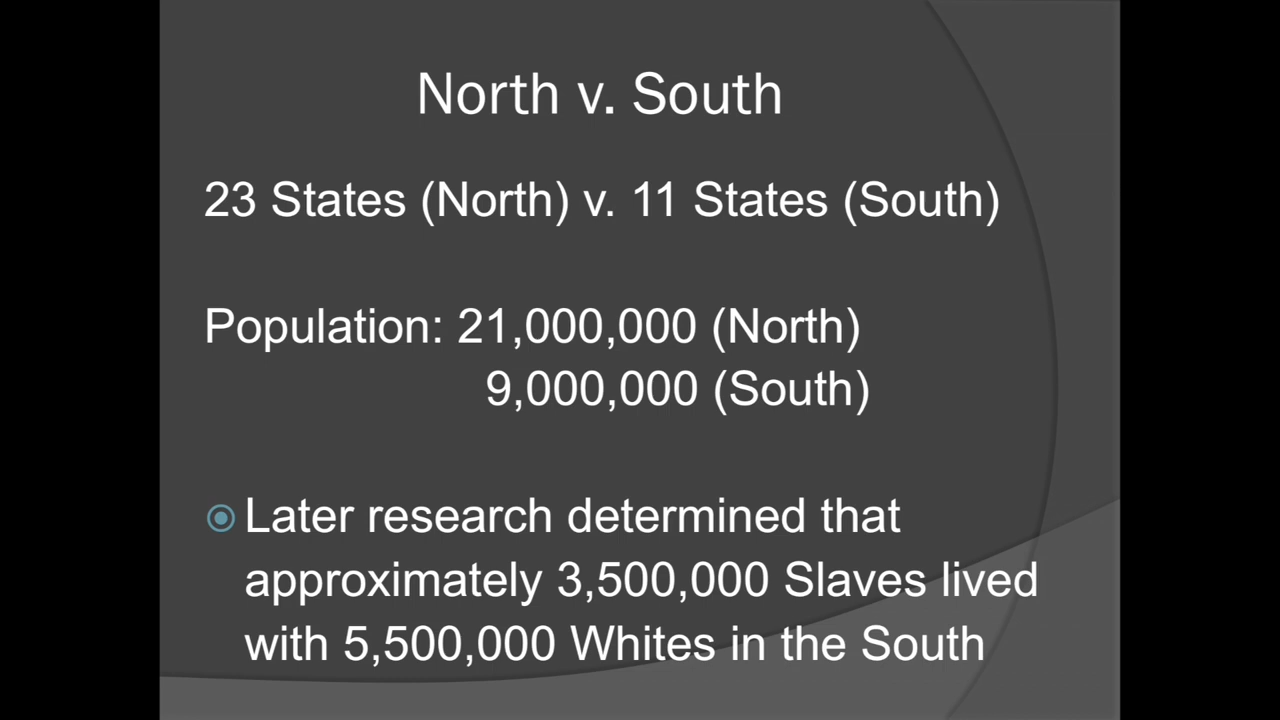 North v. South
23 States (North) v. 11 States (South)
Population: 21,000,000 (North)
9,000,000 (South)
Later research determined that
approximately 3,500,000 Slaves lived
with 5,500,000 Whites in the South